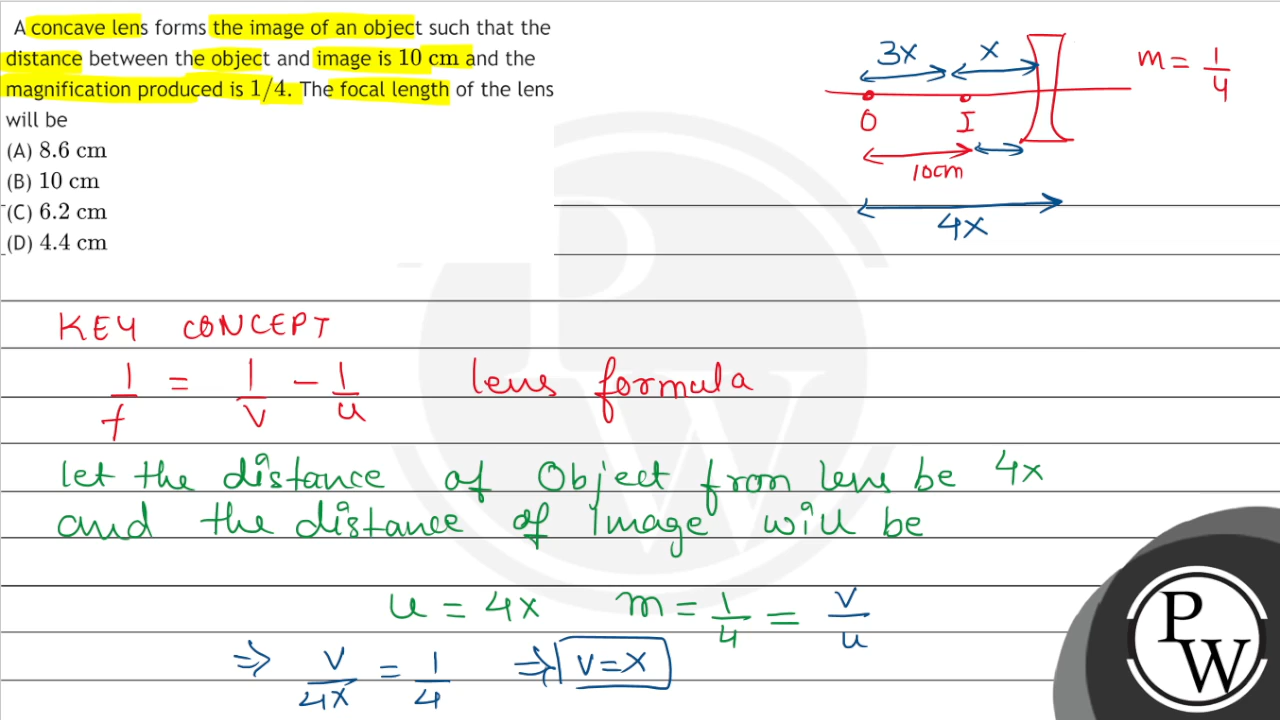 A concave lens forms the image of an object such that the
distance between the object and image is 10 cm and the
magnification produced is 1/4. The focal length of the lens
will be
(A) 8.6 cm
(B) 10 cm
(C) 6.2 cm
(D) 4.4 cm
3x x
m = 1/4
O I
10cm
4x
KEY CONCEPT
1/f = 1/v - 1/u lens formula
let the distance of Object from lens be 4x
and the distance of image will be
u = 4x m = 1/4 = v/u
⇒ v/4x = 1/4 ⇒ v=x
PW